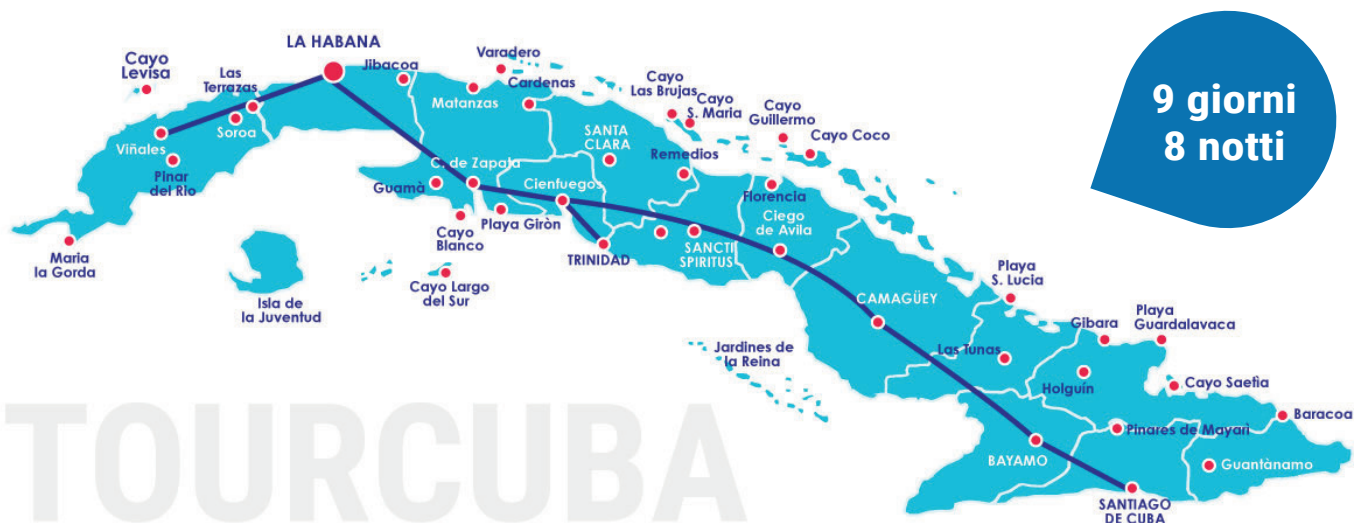 LA HABANA
Cayo
Levisa
Las
Terrazas
Jibacoa
Varadero
Cardenas
Matanzas
Cayo
Las Brujas
Cayo
S. Maria
Cayo
Guillermo
Cayo Coco
9 giorni
8 notti
Viñales
Soroa
Pinar
del Rio
C. de Zapata
Guamà
Cienfuegos
SANTA
CLARA
Remedios
Florencia
Ciego
de Avila
Cayo
Blanco
Playa Giròn
TRINIDAD
SANCTI
SPIRITUS
Maria
la Gorda
Isla de
la Juventud
Cayo Largo
del Sur
CAMAGÜEY
Playa
S. Lucia
Gibara
Playa
Guardalavaca
Jardines de
la Reina
Las Tunas
Holguín
Cayo Saetìa
Baracoa
Pinares de Mayarì
BAYAMO
Guantànamo
SANTIAGO
DE CUBA
TOURCUBA